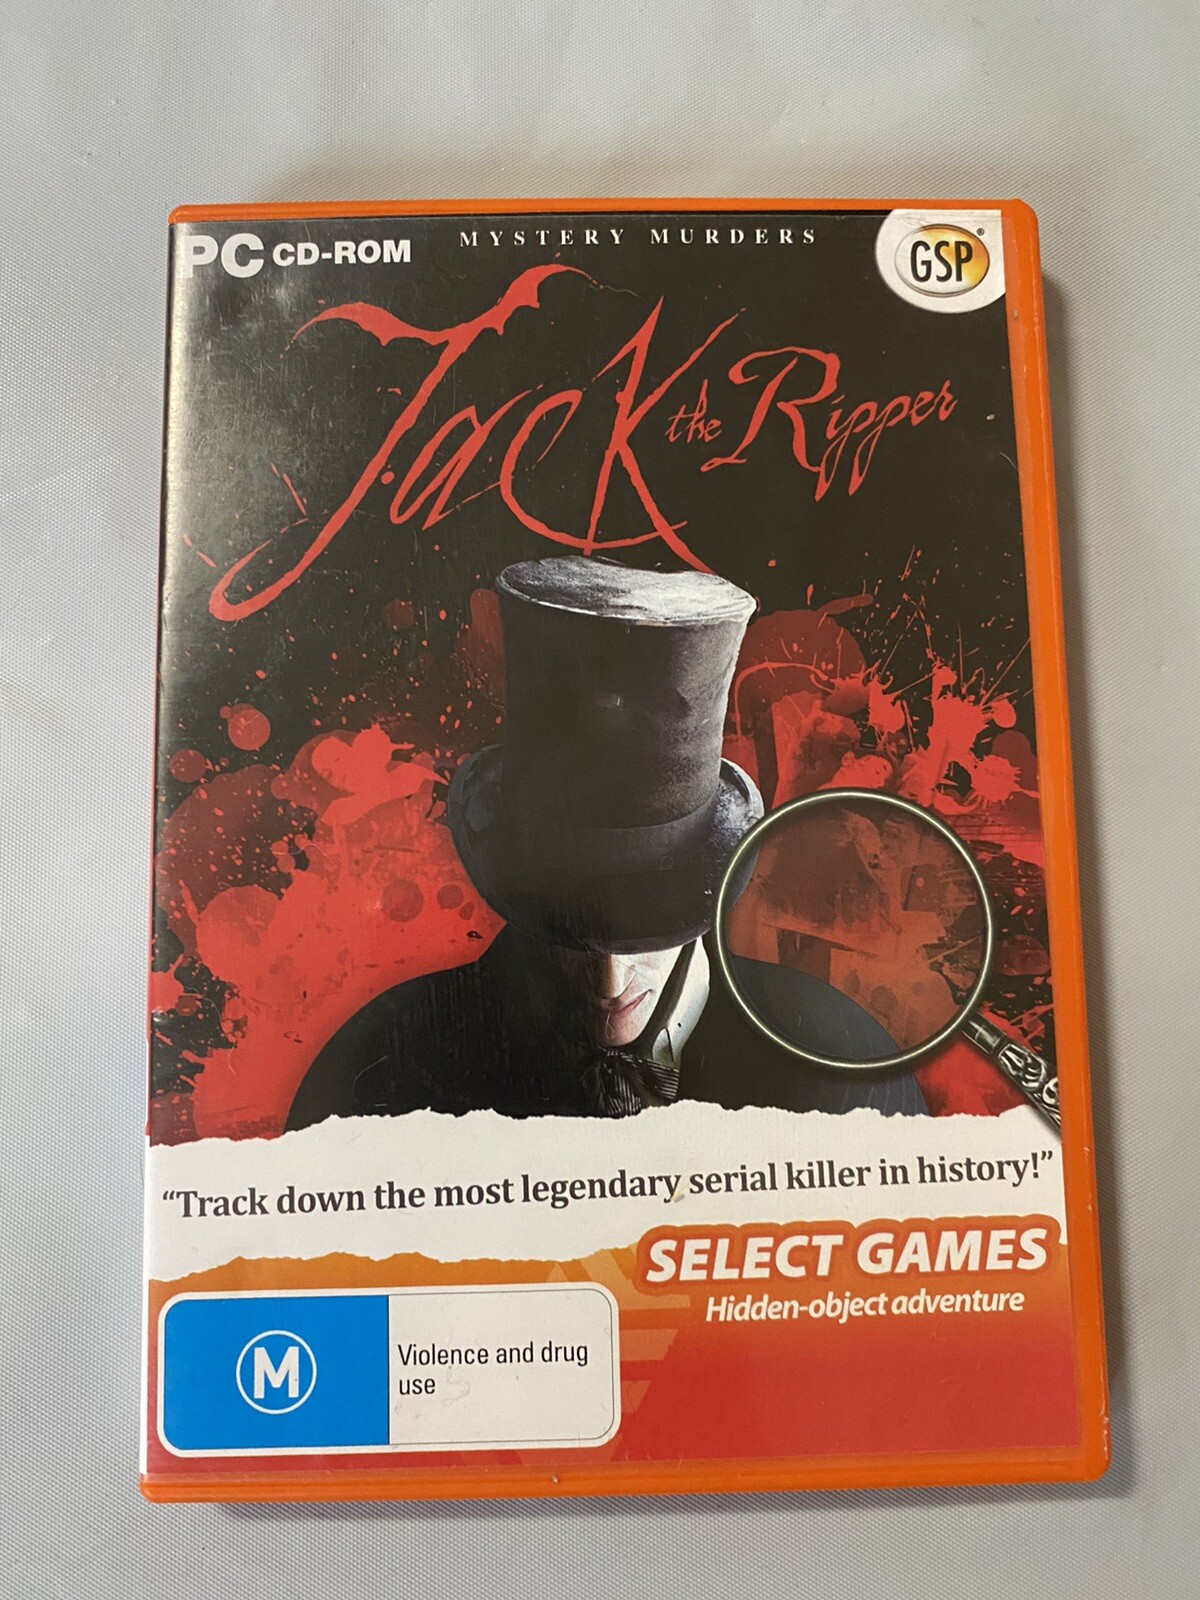 PC CD-ROM
MYSTERY MURDERS
GSP®
Jack the Ripper
“Track down the most legendary serial killer in history!”
SELECT GAMES
Hidden-object adventure
M
Violence and drug
use